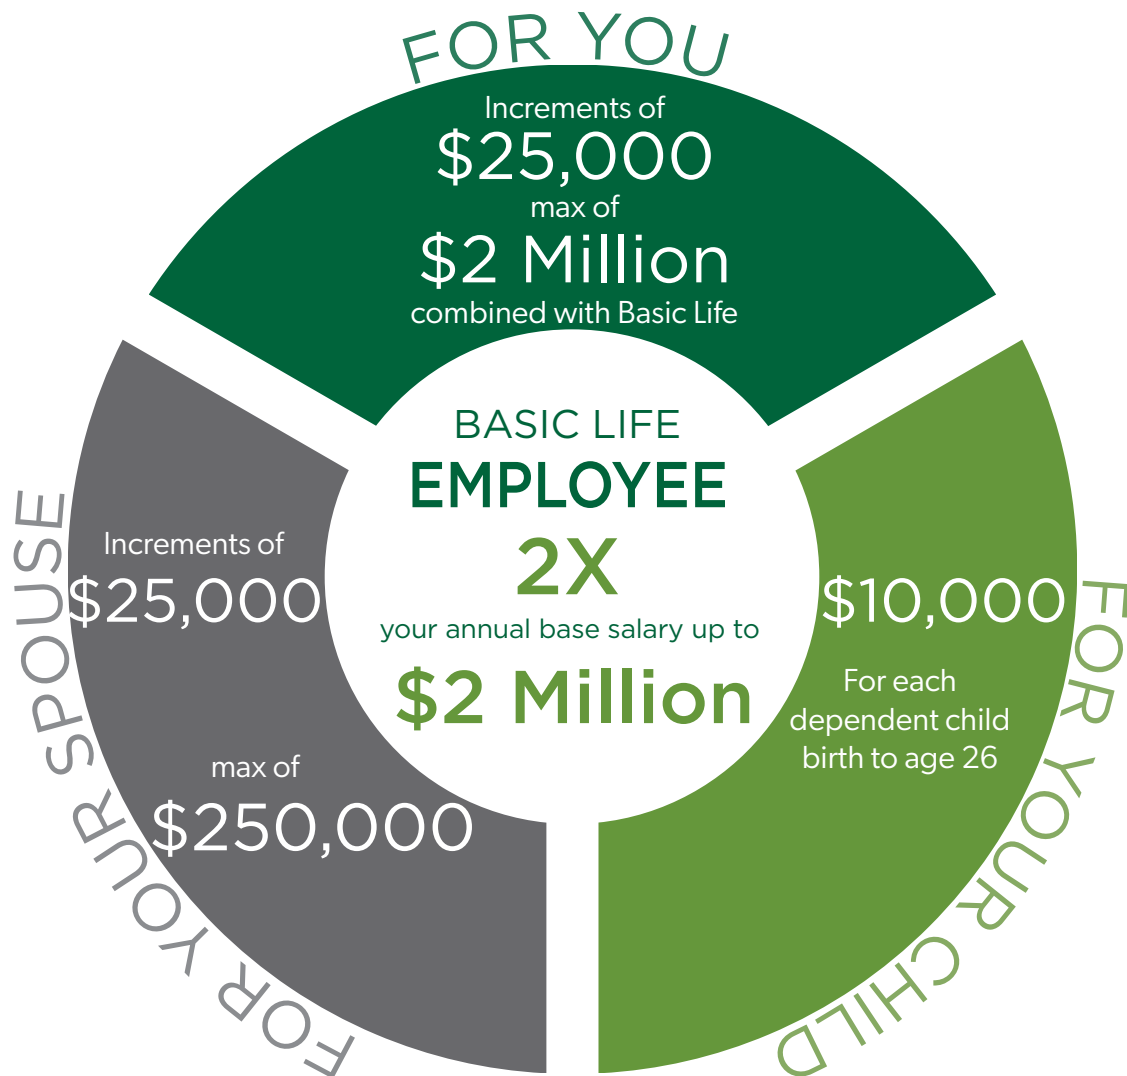 FOR YOU
Increments of
$25,000
max of
$2 Million
combined with Basic Life
BASIC LIFE
EMPLOYEE
2X
your annual base salary up to
$2 Million
FOR YOUR SPOUSE
Increments of
$25,000
max of
$250,000
FOR YOUR CHILD
$10,000
For each
dependent child
birth to age 26